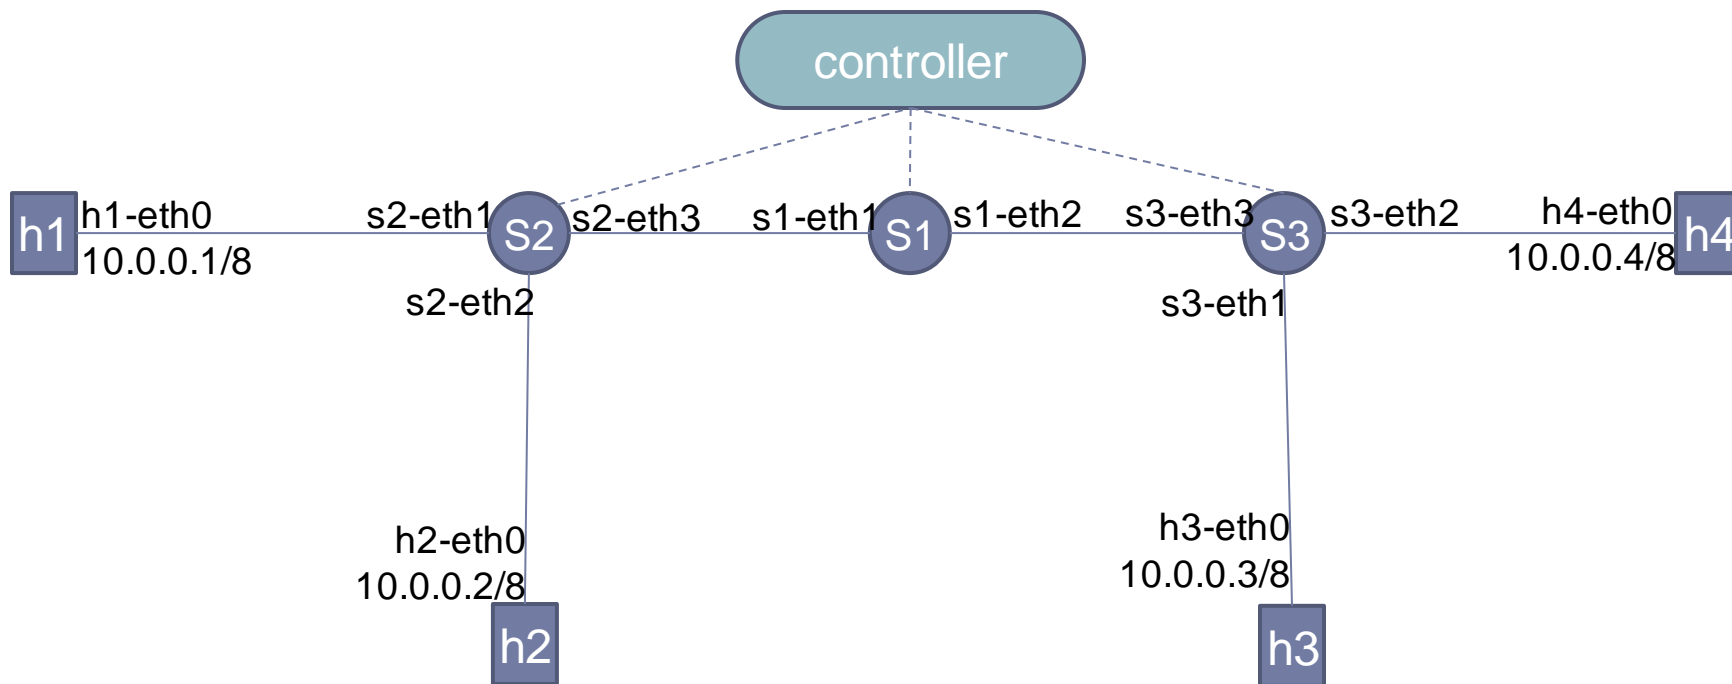 controller
h1
h1-eth0
10.0.0.1/8
s2-eth1
S2
s2-eth3
s2-eth2
s1-eth1
S1
s1-eth2
s3-eth3
S3
s3-eth2
s3-eth1
h4-eth0
10.0.0.4/8
h4
h2-eth0
10.0.0.2/8
h2
h3-eth0
10.0.0.3/8
h3